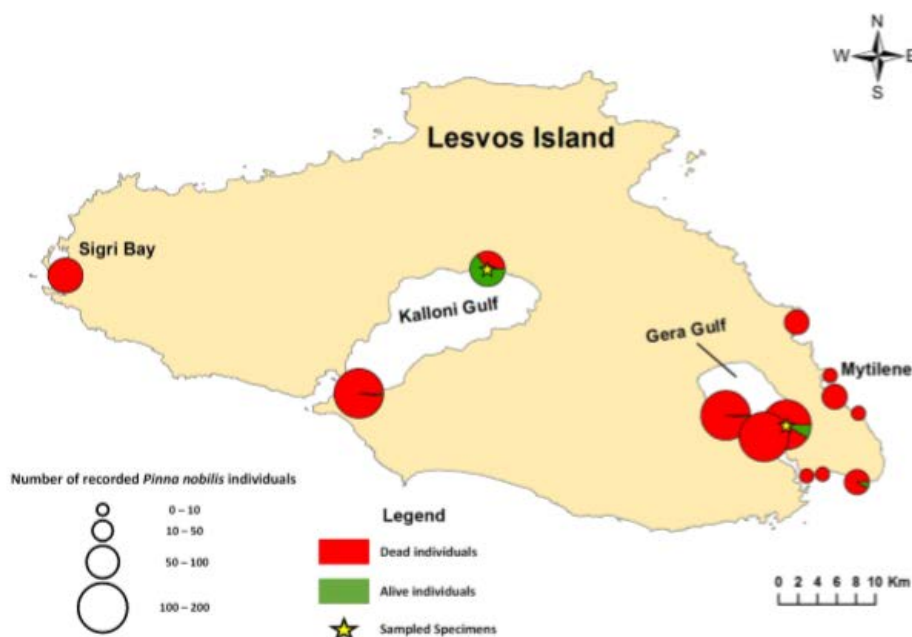 N
W E
S
Lesvos Island
Sigri Bay
Kalloni Gulf
Gera Gulf
Mytilene
Number of recorded Pinna nobilis individuals
0 – 10
10 – 50
50 – 100
100 – 200
Legend
Dead individuals
Alive individuals
Sampled Specimens
0 2 4 6 8 10 Km